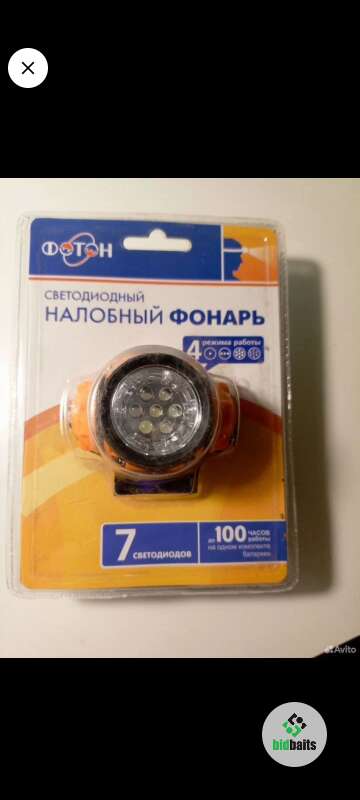 ФОТОН
СВЕТОДИОДНЫЙ
НАЛОБНЫЙ ФОНАРЬ
4 режима работы
7 СВЕТОДИОДОВ
до 100 ЧАСОВ работы
на одном комплекте
батареек
Avito
bidbaits